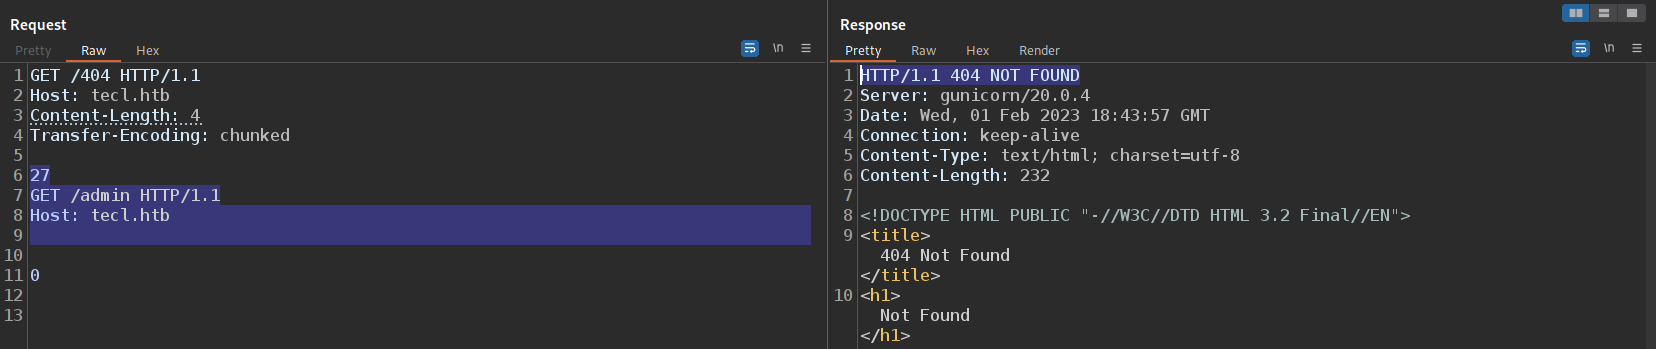 Request
Pretty Raw Hex \n
1 GET /404 HTTP/1.1
2 Host: tecl.htb
3 Content-Length: 4
4 Transfer-Encoding: chunked
5
6 27
7 GET /admin HTTP/1.1
8 Host: tecl.htb
9
10
11 0
12
13
Response
Pretty Raw Hex Render \n
1 HTTP/1.1 404 NOT FOUND
2 Server: gunicorn/20.0.4
3 Date: Wed, 01 Feb 2023 18:43:57 GMT
4 Connection: keep-alive
5 Content-Type: text/html; charset=utf-8
6 Content-Length: 232
7
8 <!DOCTYPE HTML PUBLIC "-//W3C//DTD HTML 3.2 Final//EN">
9 <title>
404 Not Found
</title>
10 <h1>
Not Found
</h1>